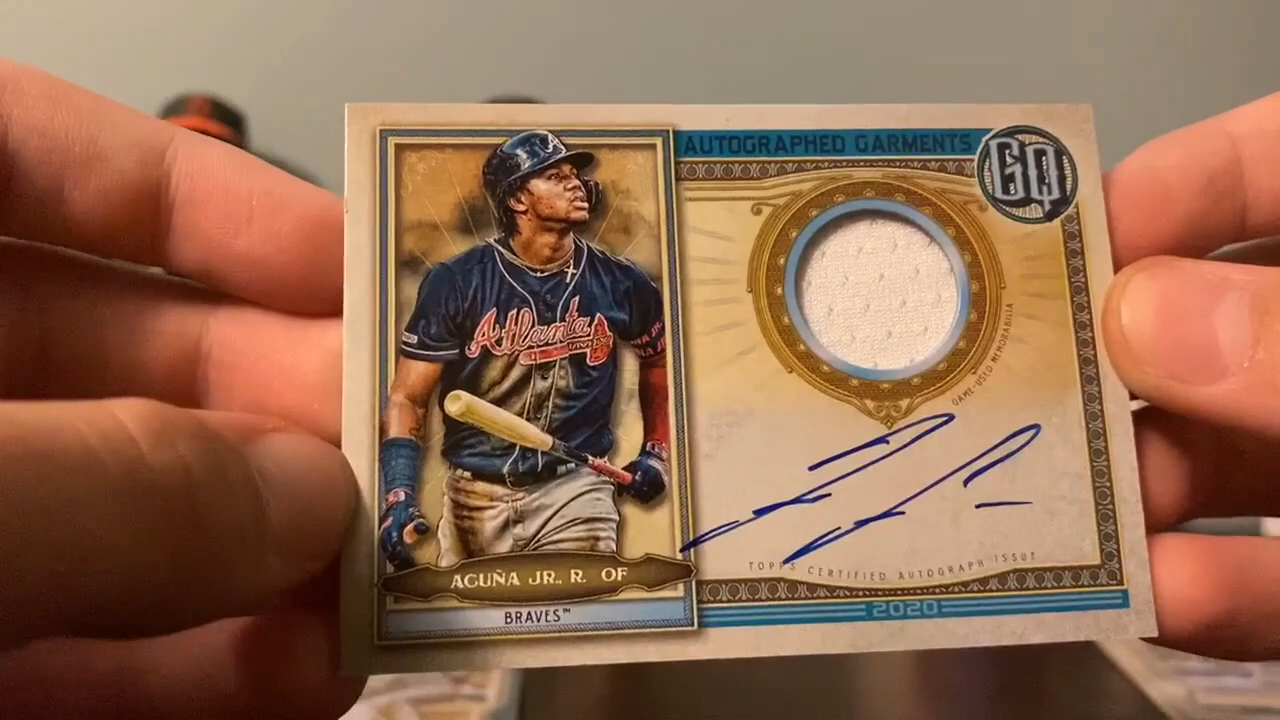 AUTOGRAPHED GARMENTS
GQ
A
Atlanta
GAME-USED MEMORABILIA
TOPPS CERTIFIED AUTOGRAPH ISSUE
ACUÑA JR., R. OF
BRAVES™
2020